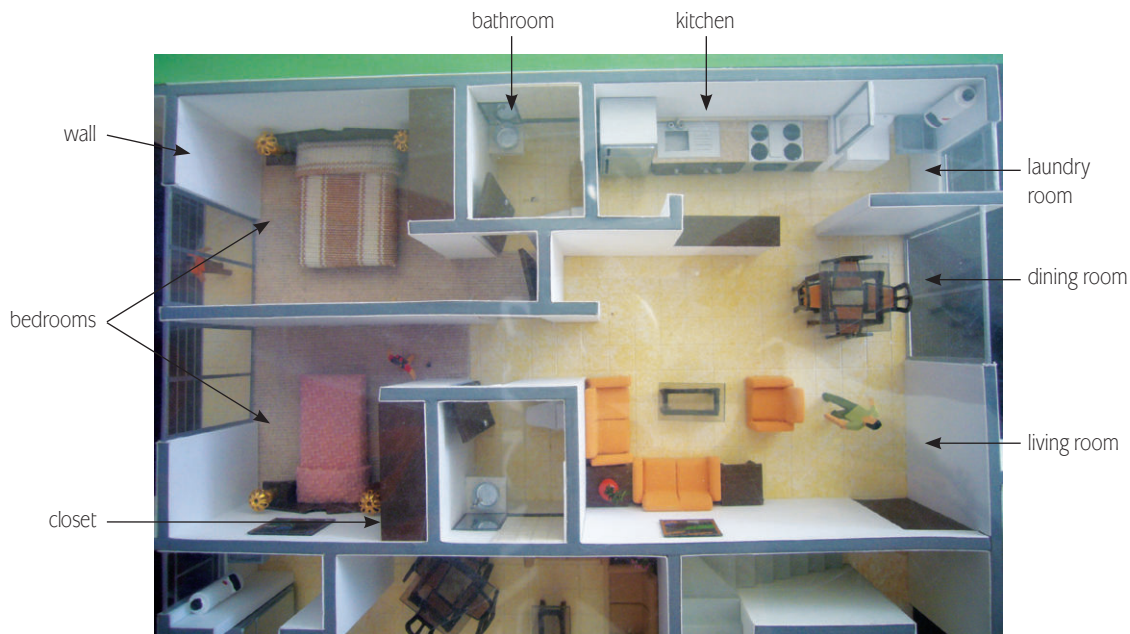 bathroom
kitchen
wall
laundry
room
dining room
bedrooms
living room
closet